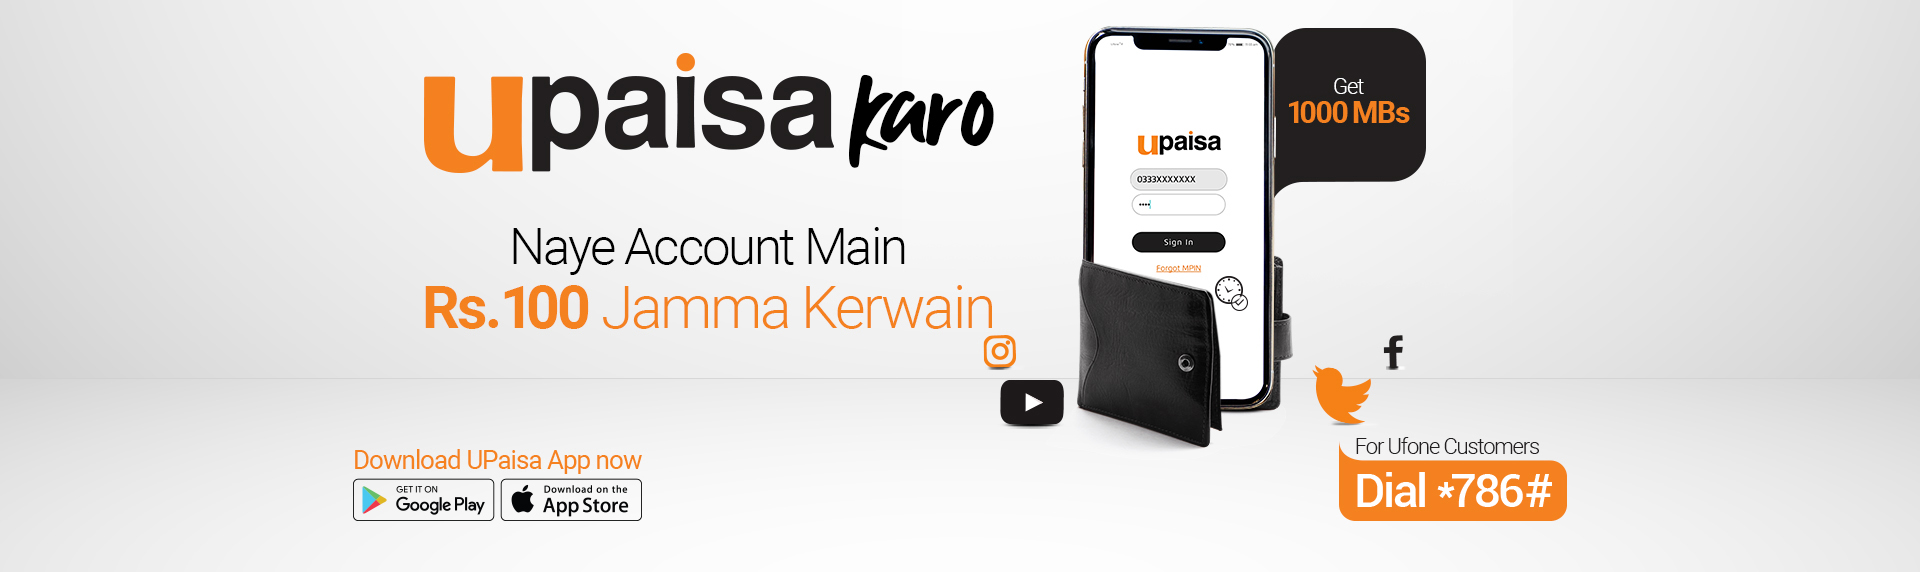 upaisa karo
Naye Account Main
Rs.100 Jamma Kerwain
Download UPaisa App now
GET IT ON
Google Play
Download on the
App Store
upaisa
0333XXXXXXX
••••
Sign In
Forgot MPIN
Get
1000 MBs
For Ufone Customers
Dial *786#